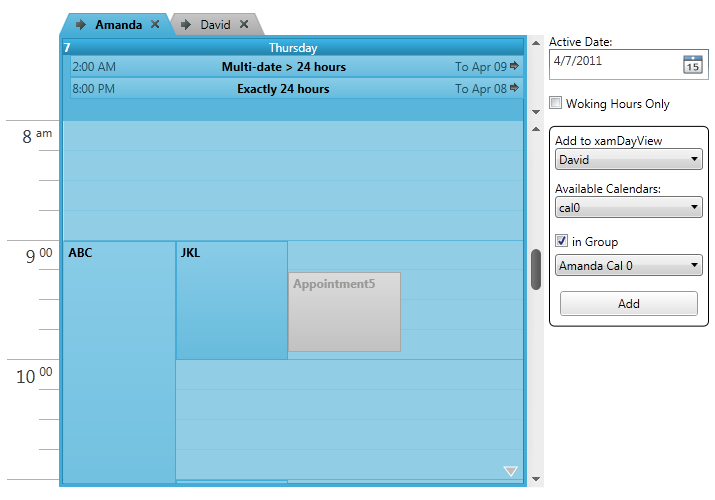 Amanda David
7 Thursday
2:00 AM Multi-date > 24 hours To Apr 09
8:00 PM Exactly 24 hours To Apr 08
8 am
9 00
ABC JKL
Appointment5
10 00
Active Date:
4/7/2011 15
Woking Hours Only
Add to xamDayView
David
Available Calendars:
cal0
in Group
Amanda Cal 0
Add